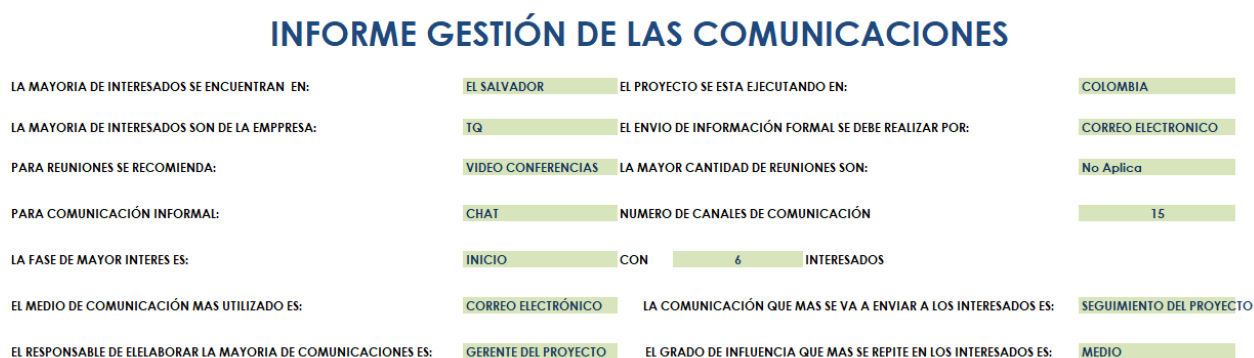 INFORME GESTIÓN DE LAS COMUNICACIONES
LA MAYORIA DE INTERESADOS SE ENCUENTRAN EN: EL SALVADOR EL PROYECTO SE ESTA EJECUTANDO EN: COLOMBIA
LA MAYORIA DE INTERESADOS SON DE LA EMPPRESA: TQ EL ENVIO DE INFORMACIÓN FORMAL SE DEBE REALIZAR POR: CORREO ELECTRONICO
PARA REUNIONES SE RECOMIENDA: VIDEO CONFERENCIAS LA MAYOR CANTIDAD DE REUNIONES SON: No Aplica
PARA COMUNICACIÓN INFORMAL: CHAT NUMERO DE CANALES DE COMUNICACIÓN 15
LA FASE DE MAYOR INTERES ES: INICIO CON 6 INTERESADOS
EL MEDIO DE COMUNICACIÓN MAS UTILIZADO ES: CORREO ELECTRÓNICO LA COMUNICACIÓN QUE MAS SE VA A ENVIAR A LOS INTERESADOS ES: SEGUIMIENTO DEL PROYECTO
EL RESPONSABLE DE ELELABORAR LA MAYORIA DE COMUNICACIONES ES: GERENTE DEL PROYECTO EL GRADO DE INFLUENCIA QUE MAS SE REPITE EN LOS INTERESADOS ES: MEDIO